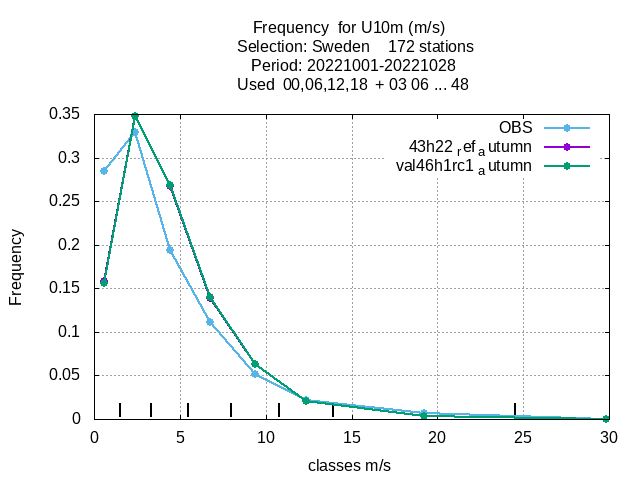 Frequency for U10m (m/s)
Selection: Sweden 172 stations
Period: 20221001-20221028
Used 00,06,12,18 + 03 06 ... 48
0.35
0.3
0.25
0.2
0.15
0.1
0.05
0
OBS
43h22 ref a utumn
val46h1rc1 a utumn
Frequency
0 5 10 15 20 25 30
classes m/s